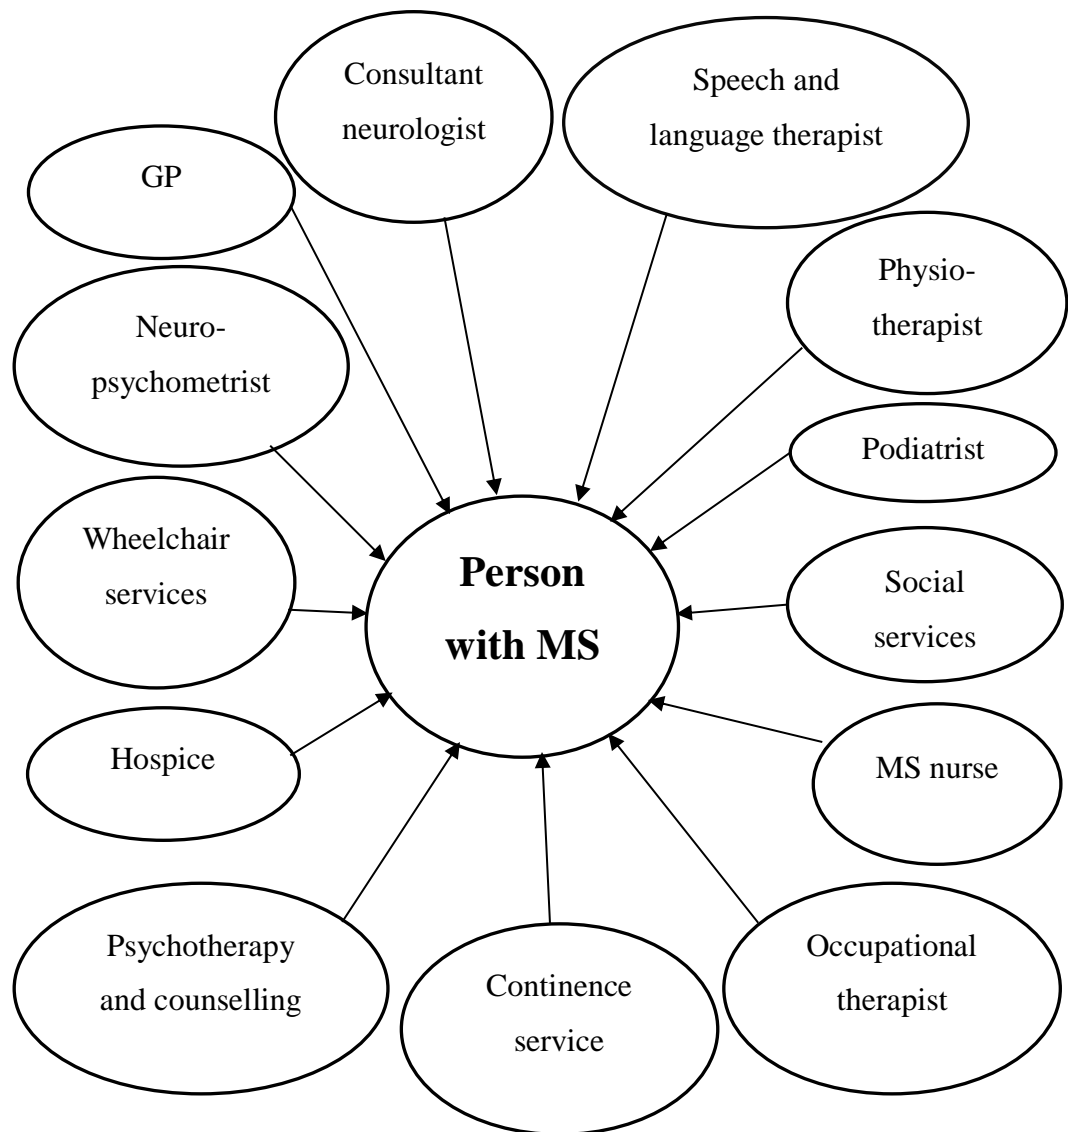 Consultant
neurologist
Speech and
language therapist
GP
Physio-
therapist
Neuro-
psychometrist
Podiatrist
Wheelchair
services
Person
with MS
Social
services
Hospice
MS nurse
Psychotherapy
and counselling
Continence
service
Occupational
therapist